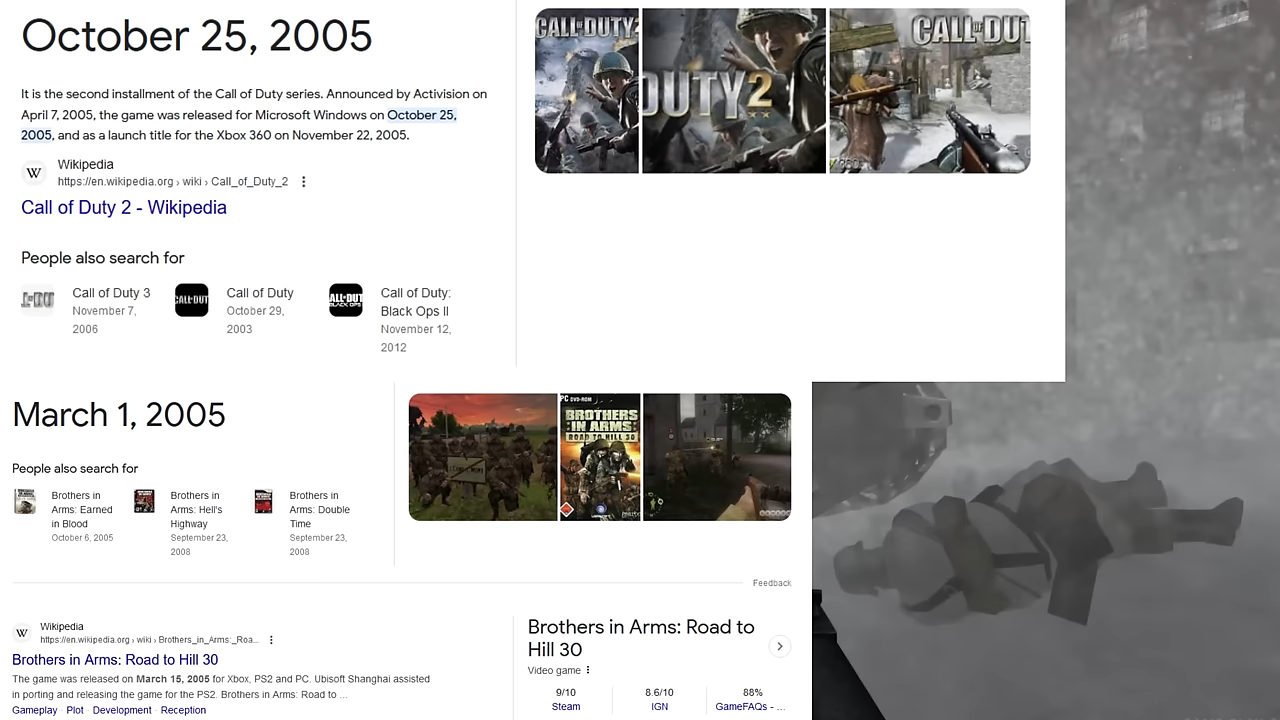 October 25, 2005
It is the second installment of the Call of Duty series. Announced by Activision on
April 7, 2005, the game was released for Microsoft Windows on October 25,
2005, and as a launch title for the Xbox 360 on November 22, 2005.
W
Wikipedia
https://en.wikipedia.org › wiki › Call_of_Duty_2
Call of Duty 2 - Wikipedia
People also search for
Call of Duty 3
November 7,
2006
CALL OF DUTY
Call of Duty
October 29,
2003
Call of Duty:
Black Ops II
November 12,
2012
CALL OF DUTY 2
DUTY 2
CALL OF DUT
March 1, 2005
People also search for
Brothers in
Arms: Earned
in Blood
October 6, 2005
Brothers in
Arms: Hell's
Highway
September 23,
2008
Brothers in
Arms: Double
Time
September 23,
2008
PC DVD-ROM
BROTHERS
IN ARMS
ROAD TO HILL 30
Feedback
W
Wikipedia
https://en.wikipedia.org › wiki › Brothers_in_Arms:_Roa...
Brothers in Arms: Road to Hill 30
The game was released on March 15, 2005 for Xbox, PS2 and PC. Ubisoft Shanghai assisted
in porting and releasing the game for the PS2. Brothers in Arms: Road to ...
Gameplay · Plot · Development · Reception
Brothers in Arms: Road to
Hill 30
Video game
9/10
Steam
8.6/10
IGN
88%
GameFAQs - ...